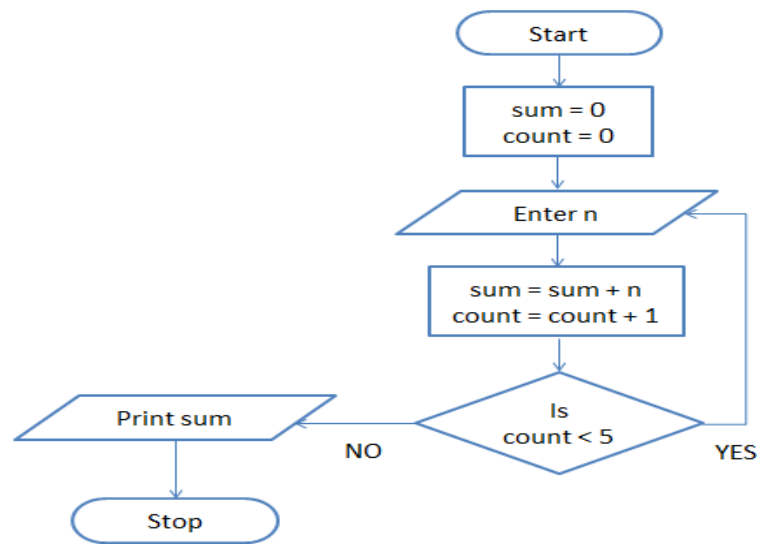 Start
sum = 0
count = 0
Enter n
sum = sum + n
count = count + 1
Is
count < 5
YES
NO
Print sum
Stop